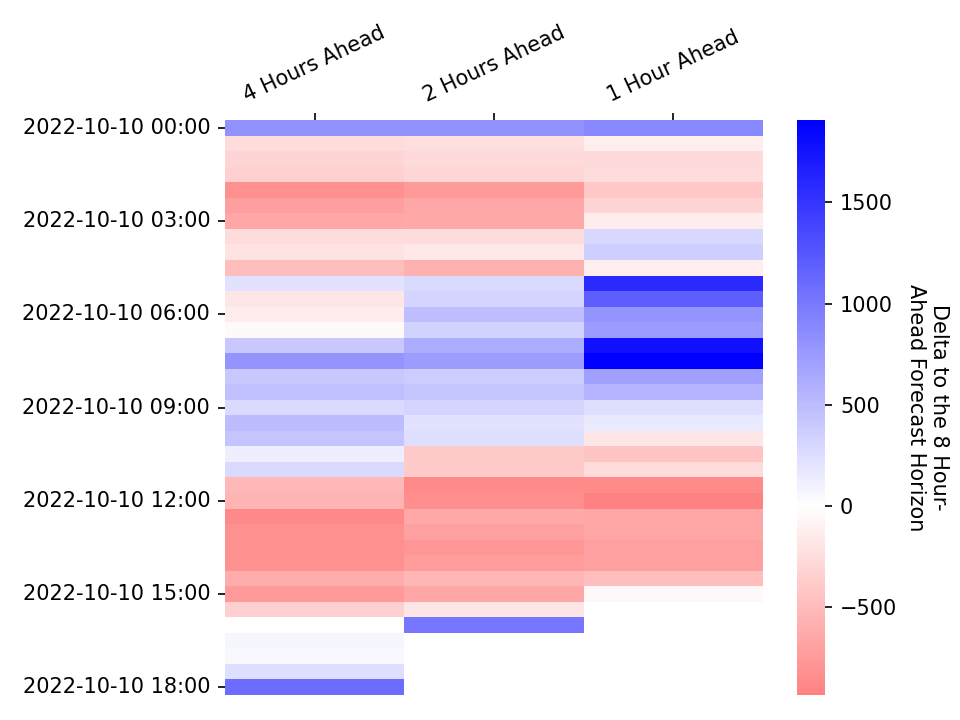 4 Hours Ahead
2 Hours Ahead
1 Hour Ahead
2022-10-10 00:00
2022-10-10 03:00
2022-10-10 06:00
2022-10-10 09:00
2022-10-10 12:00
2022-10-10 15:00
2022-10-10 18:00
1500
1000
500
0
−500
Delta to the 8 Hour-
Ahead Forecast Horizon